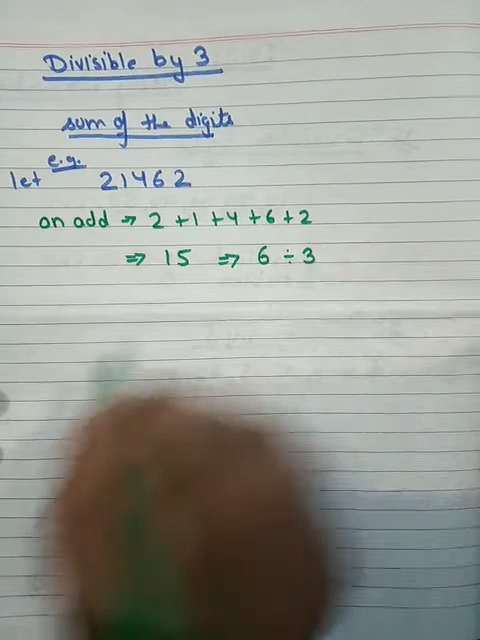 Divisible by 3
sum of the digits
e.g.
let 21462
on add → 2 + 1 + 4 + 6 + 2
⇒ 15 ⇒ 6 ÷ 3